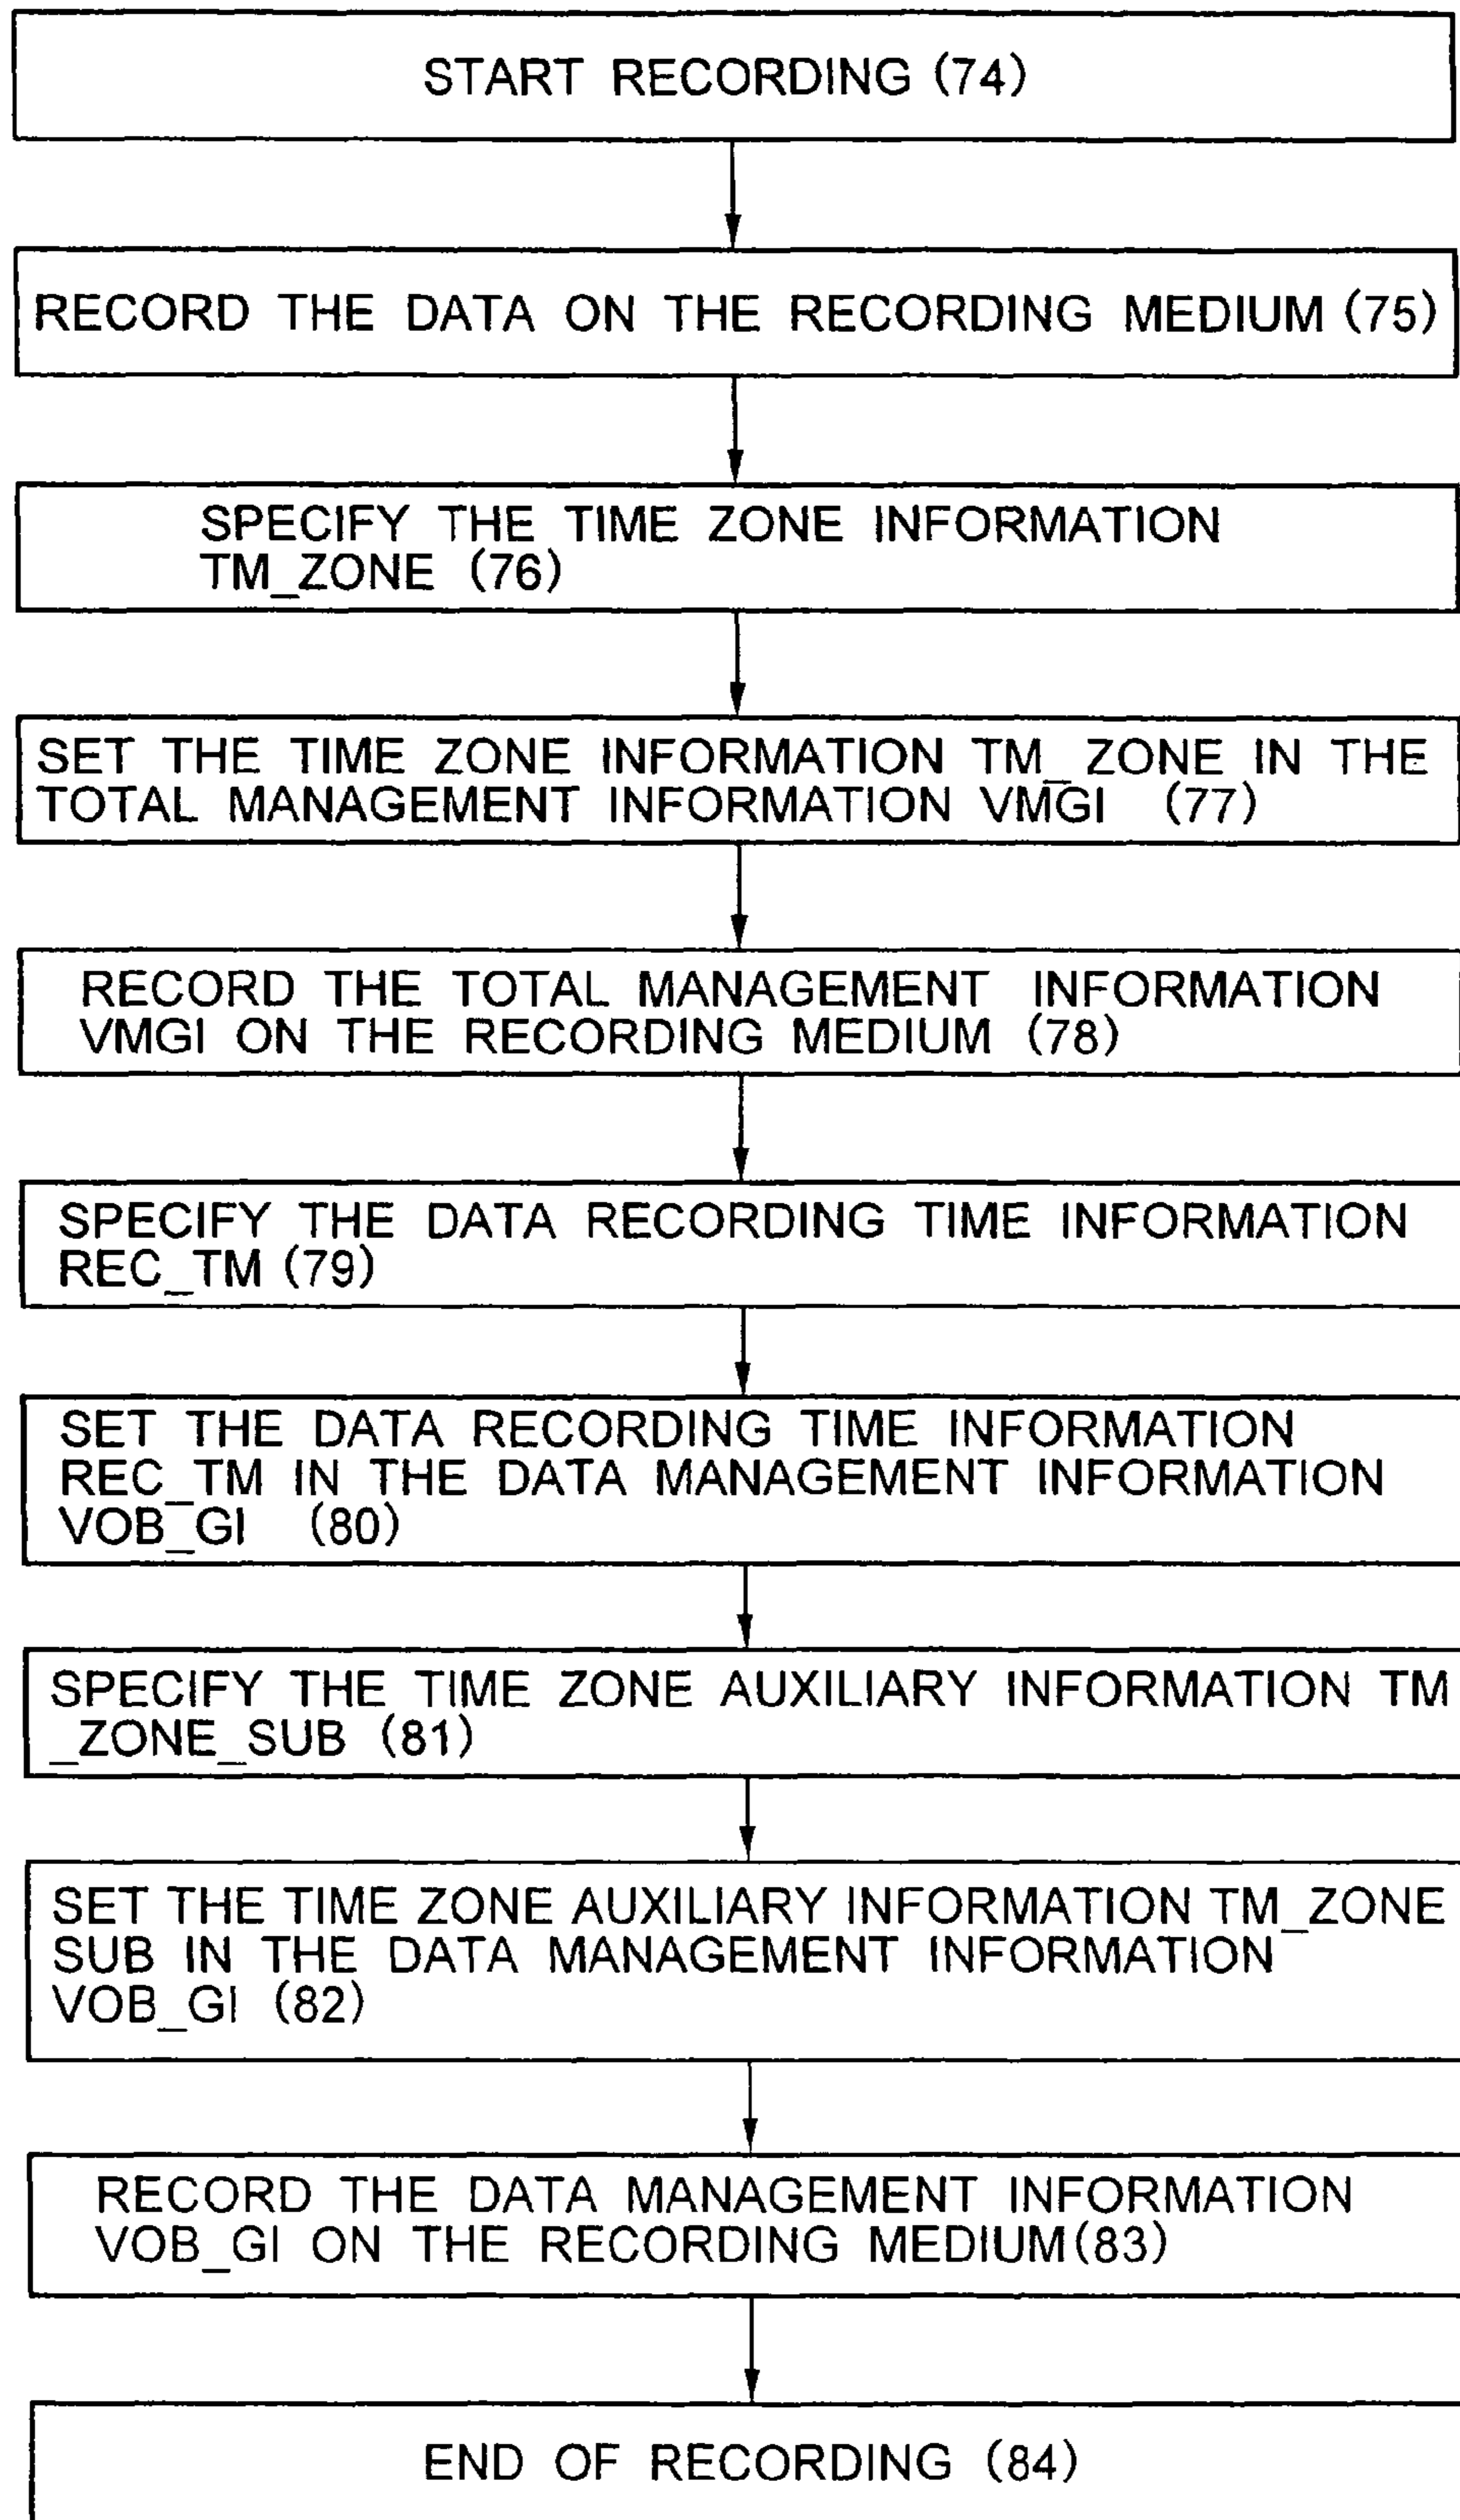 START RECORDING (74)
RECORD THE DATA ON THE RECORDING MEDIUM (75)
SPECIFY THE TIME ZONE INFORMATION
TM_ZONE (76)
SET THE TIME ZONE INFORMATION TM_ ZONE IN THE
TOTAL MANAGEMENT INFORMATION VMGI (77)
RECORD THE TOTAL MANAGEMENT INFORMATION
VMGI ON THE RECORDING MEDIUM (78)
SPECIFY THE DATA RECORDING TIME INFORMATION
REC_TM (79)
SET THE DATA RECORDING TIME INFORMATION
REC_TM IN THE DATA MANAGEMENT INFORMATION
VOB_GI (80)
SPECIFY THE TIME ZONE AUXILIARY INFORMATION TM
_ZONE_SUB (81)
SET THE TIME ZONE AUXILIARY INFORMATION TM_ZONE
SUB IN THE DATA MANAGEMENT INFORMATION
VOB_GI (82)
RECORD THE DATA MANAGEMENT INFORMATION
VOB_GI ON THE RECORDING MEDIUM(83)
END OF RECORDING (84)